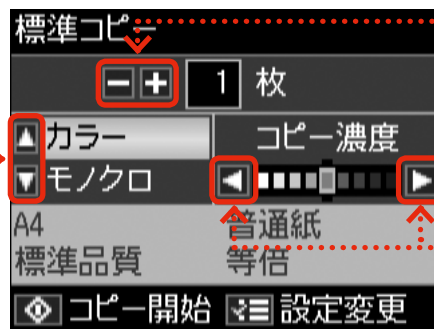 標準コピー
1 枚
カラー コピー濃度
モノクロ
A4 普通紙
標準品質 等倍
コピー開始 設定変更